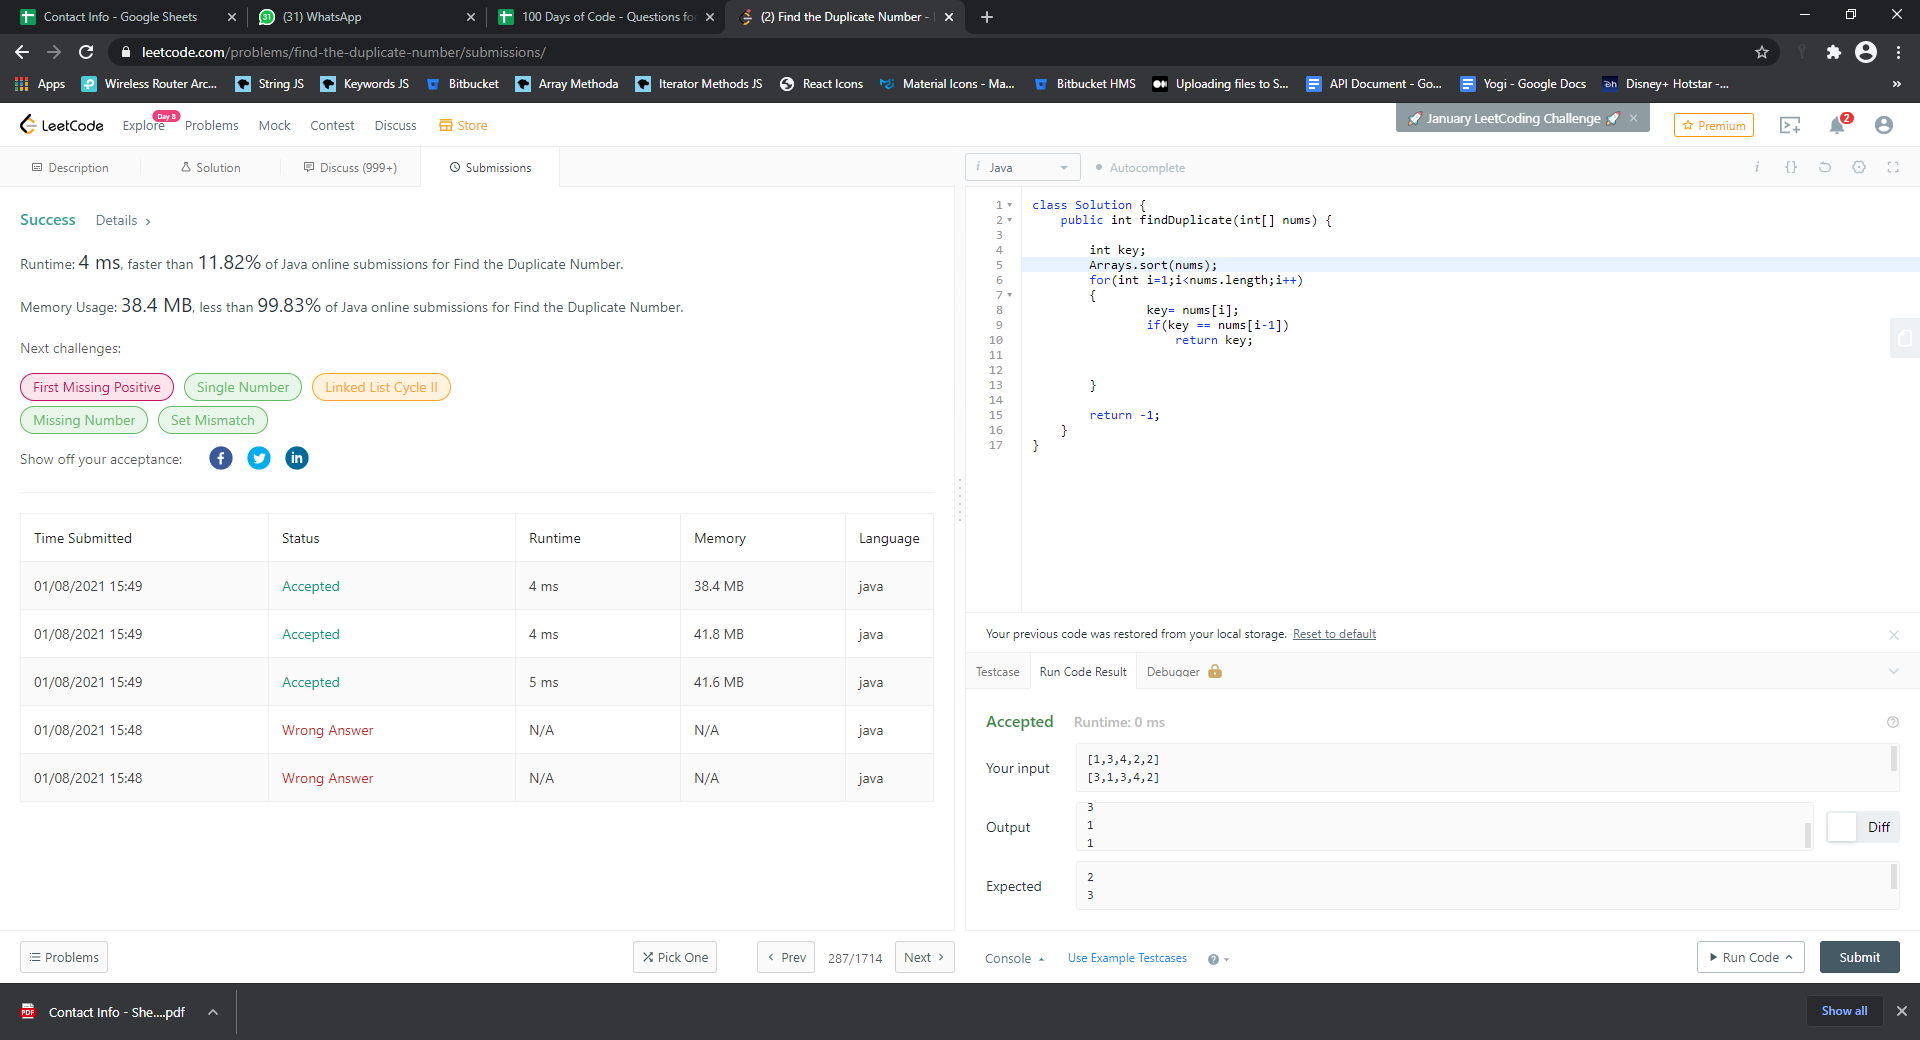 Contact Info - Google Sheets
(31) WhatsApp
100 Days of Code - Questions fo
(2) Find the Duplicate Number -
leetcode.com/problems/find-the-duplicate-number/submissions/
Apps
Wireless Router Arc...
String JS
Keywords JS
Bitbucket
Array Methoda
Iterator Methods JS
React Icons
Material Icons - Ma...
Bitbucket HMS
Uploading files to S...
API Document - Go...
Yogi - Google Docs
Disney+ Hotstar -...
LeetCode
Explore
Day 8
Problems
Mock
Contest
Discuss
Store
January LeetCoding Challenge
Premium
2
Description
Solution
Discuss (999+)
Submissions
Success
Details
Runtime: 4 ms, faster than 11.82% of Java online submissions for Find the Duplicate Number.
Memory Usage: 38.4 MB, less than 99.83% of Java online submissions for Find the Duplicate Number.
Next challenges:
First Missing Positive
Single Number
Linked List Cycle II
Missing Number
Set Mismatch
Show off your acceptance:
Time Submitted Status Runtime Memory Language
01/08/2021 15:49 Accepted 4 ms 38.4 MB java
01/08/2021 15:49 Accepted 4 ms 41.8 MB java
01/08/2021 15:49 Accepted 5 ms 41.6 MB java
01/08/2021 15:48 Wrong Answer N/A N/A java
01/08/2021 15:48 Wrong Answer N/A N/A java
Problems
Pick One
Prev
287/1714
Next
i Java
Autocomplete
1 class Solution {
2 public int findDuplicate(int[] nums) {
3
4 int key;
5 Arrays.sort(nums);
6 for(int i=1;i<nums.length;i++)
7 {
8 key= nums[i];
9 if(key == nums[i-1])
10 return key;
11
12
13 }
14
15 return -1;
16 }
17 }
Your previous code was restored from your local storage. Reset to default
Testcase
Run Code Result
Debugger
Accepted
Runtime: 0 ms
Your input
[1,3,4,2,2]
[3,1,3,4,2]
Output
3
1
1
Diff
Expected
2
3
Console
Use Example Testcases
Run Code
Submit
Contact Info - She....pdf
Show all